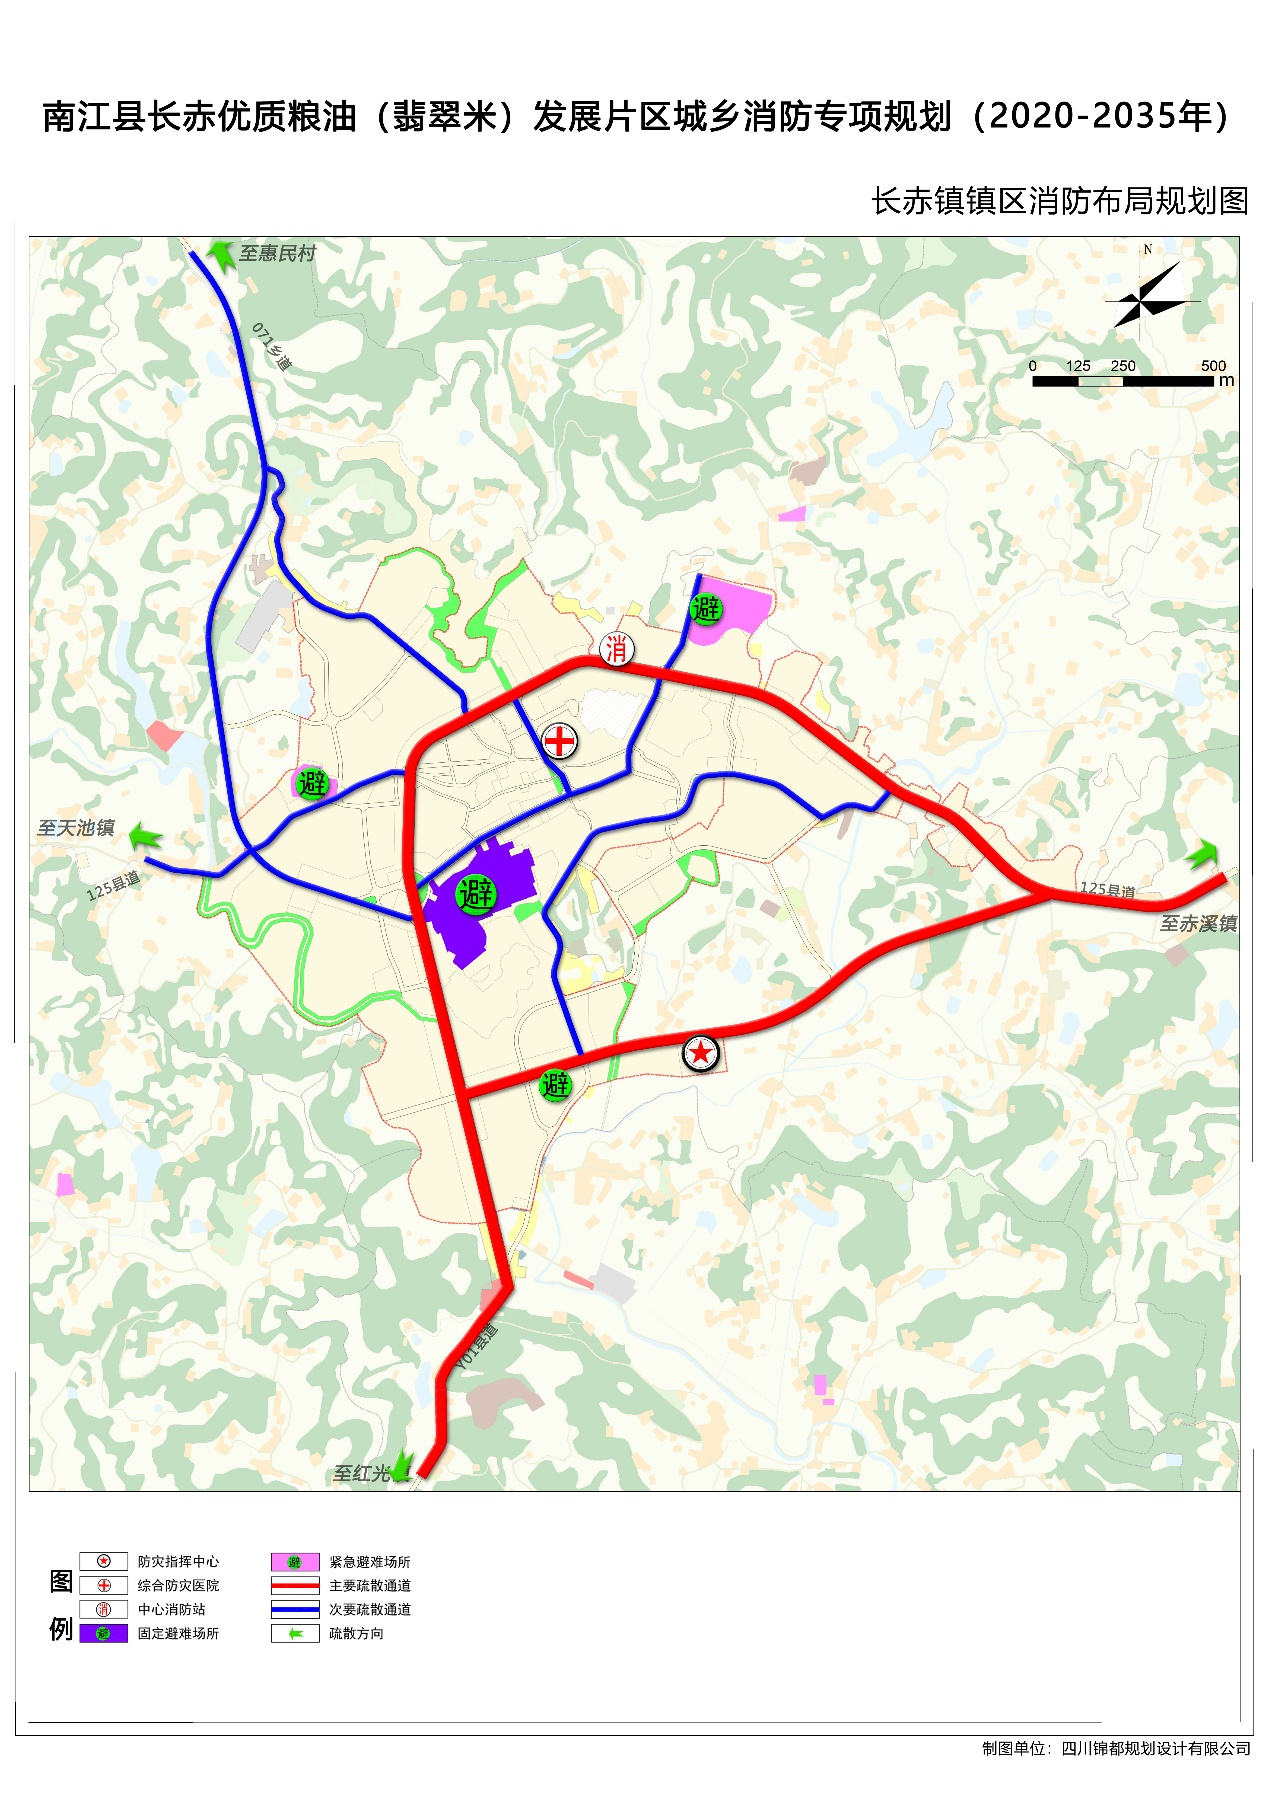 南江县长赤优质粮油（翡翠米）发展片区城乡消防专项规划（2020-2035年）
长赤镇镇区消防布局规划图
至惠民村
N
071乡道
0 125 250 500
m
避
消
避
至天池镇
125县道
避
125县道
至赤溪镇
避
Y01县道
至红光
图例
防灾指挥中心
综合防灾医院
消 中心消防站
避 固定避难场所
避 紧急避难场所
主要疏散通道
次要疏散通道
疏散方向
制图单位：四川锦都规划设计有限公司